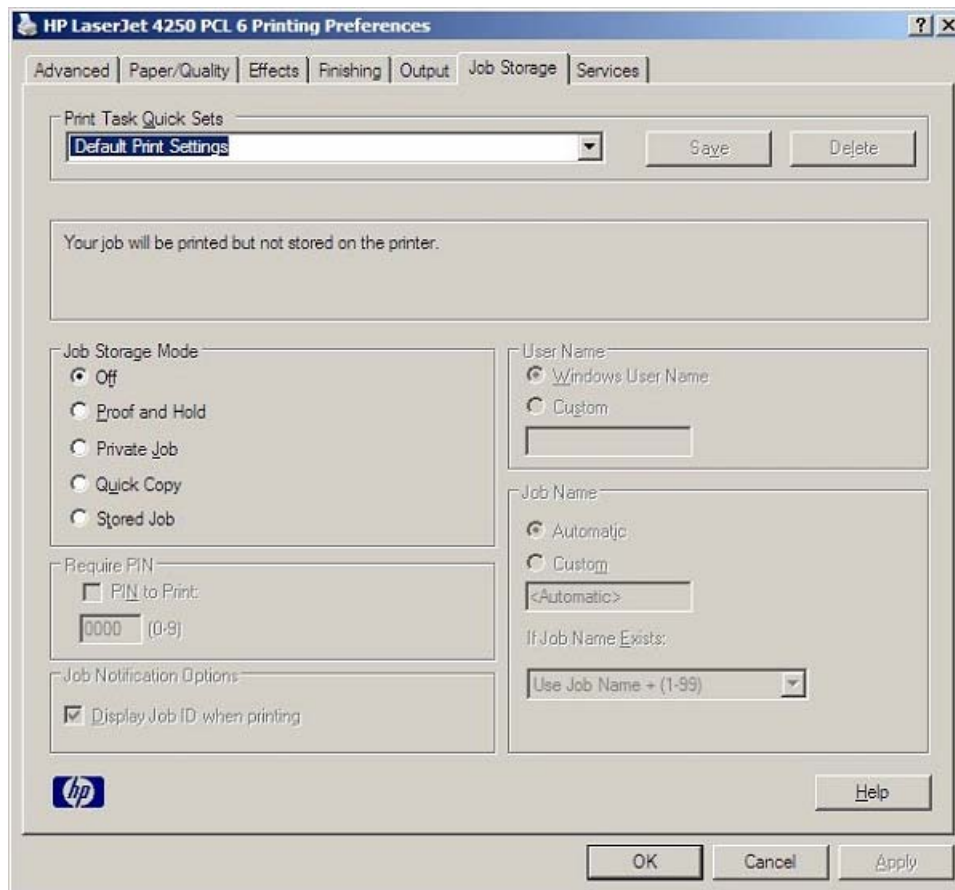 HP LaserJet 4250 PCL 6 Printing Preferences
Advanced Paper/Quality Effects Finishing Output Job Storage Services
Print Task Quick Sets
Default Print Settings
Save Delete
Your job will be printed but not stored on the printer.
Job Storage Mode
Off
Proof and Hold
Private Job
Quick Copy
Stored Job
User Name
Windows User Name
Custom
Job Name
Automatic
Custom
<Automatic>
If Job Name Exists:
Use Job Name + (1-99)
Require PIN
PIN to Print:
0000 (0-9)
Job Notification Options
Display Job ID when printing
hp
Help
OK Cancel Apply